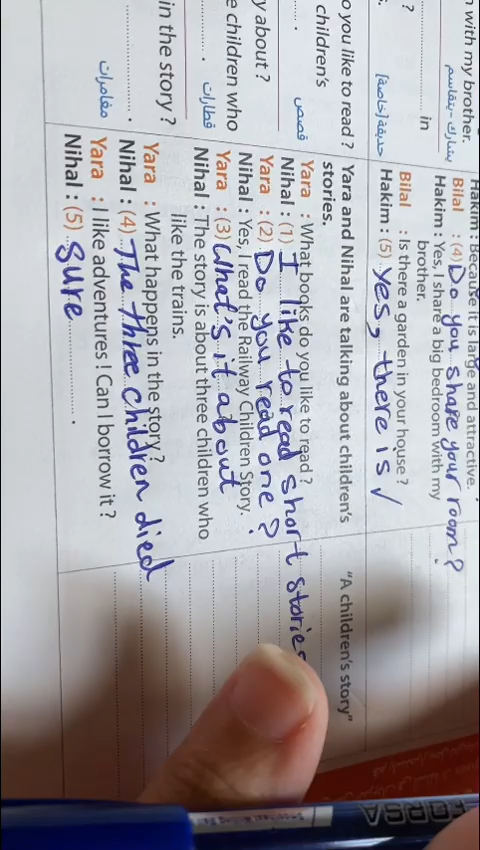 n with my brother.
يشارك - يتقاسم
?
in
حديقة [خاصة]
o you like to read ?
children's
قصص
y about ?
e children who
قطارات
in the story ?
مغامرات
Hakim : Because it is large and attractive.
Bilal : (4) Do you share your room?
Hakim : Yes, I share a big bedroom with my
brother.
Bilal : Is there a garden in your house ?
Hakim : (5) Yes, there is ✓
Yara and Nihal are talking about children's
stories.
"A children's story"
Yara : What books do you like to read ?
Nihal : (1) I like to read short stories
Yara : (2) Do you read one ?
Nihal : Yes, I read the Railway Children Story.
Yara : (3) What's it about
Nihal : The story is about three children who
like the trains.
Yara : What happens in the story ?
Nihal : (4) The three children died
Yara : I like adventures ! Can I borrow it ?
Nihal : (5) Sure
FORSA